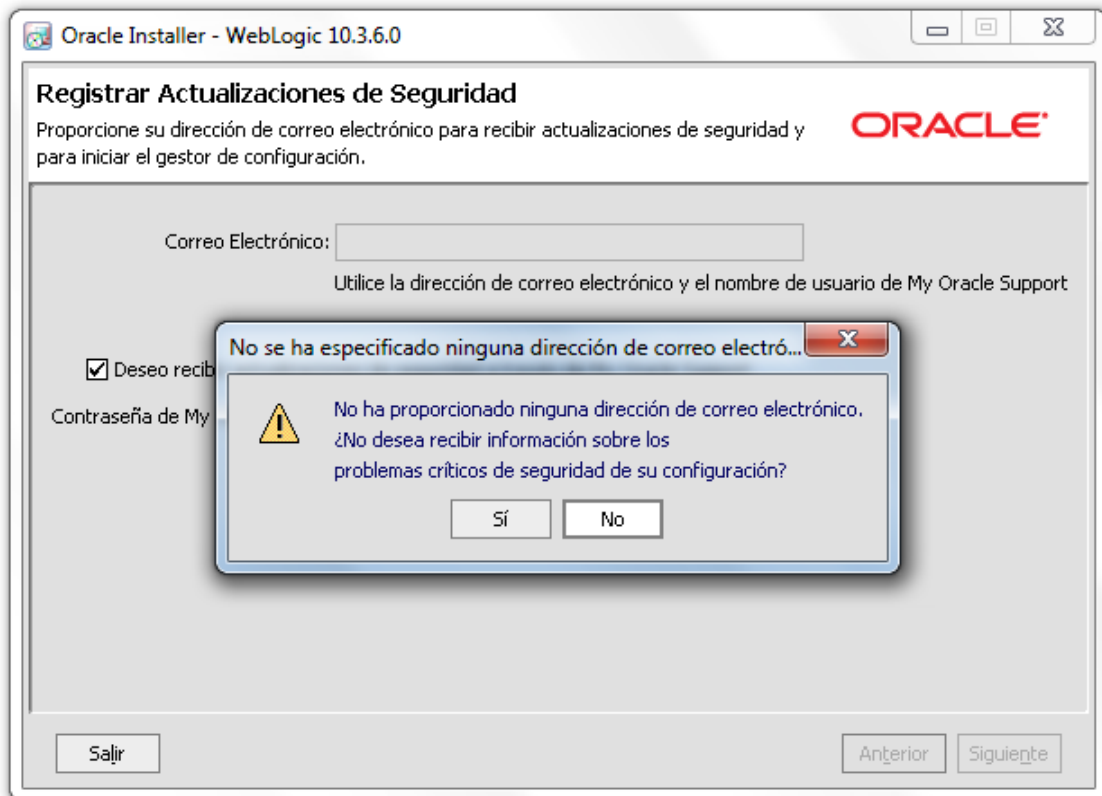 Oracle Installer - WebLogic 10.3.6.0
Registrar Actualizaciones de Seguridad
Proporcione su dirección de correo electrónico para recibir actualizaciones de seguridad y
para iniciar el gestor de configuración.
ORACLE
Correo Electrónico:
Utilice la dirección de correo electrónico y el nombre de usuario de My Oracle Support
No se ha especificado ninguna dirección de correo electró...
Deseo recib
Contraseña de My
No ha proporcionado ninguna dirección de correo electrónico.
¿No desea recibir información sobre los
problemas críticos de seguridad de su configuración?
Sí
No
Salir
Anterior
Siguiente